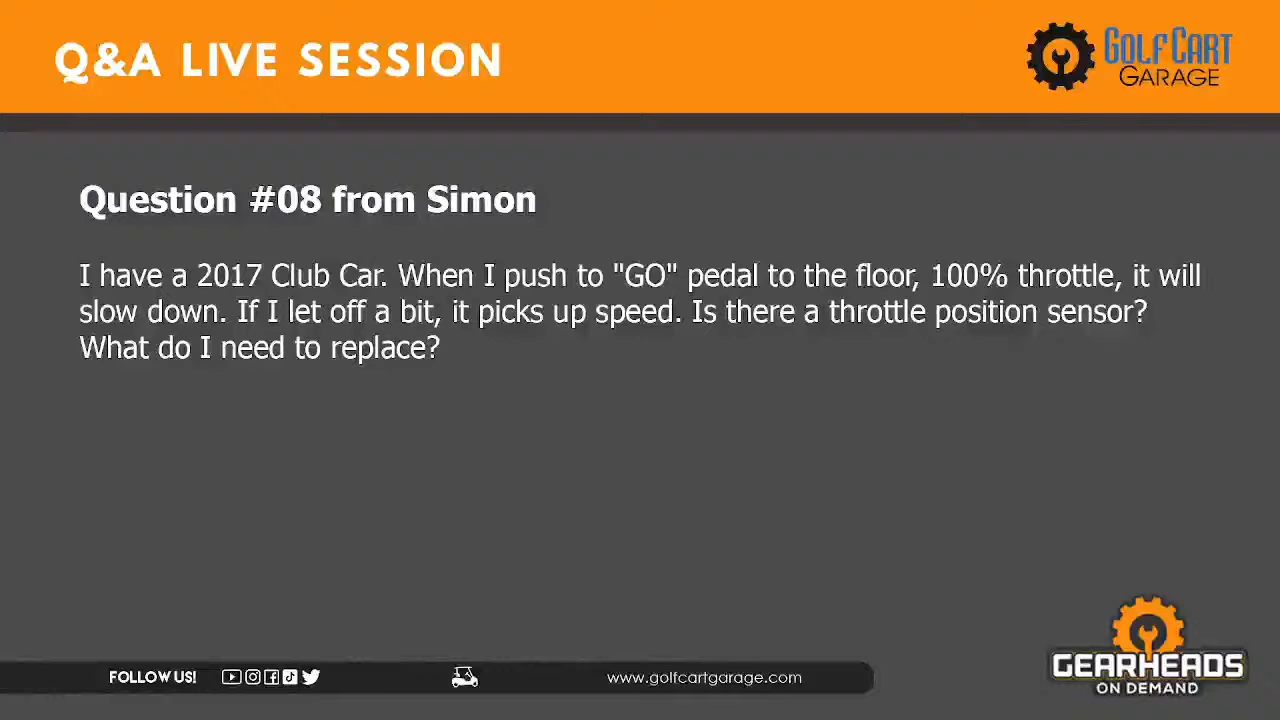 Q&A LIVE SESSION
GOLF CART
GARAGE
Question #08 from Simon
I have a 2017 Club Car. When I push to "GO" pedal to the floor, 100% throttle, it will
slow down. If I let off a bit, it picks up speed. Is there a throttle position sensor?
What do I need to replace?
FOLLOW US!
www.golfcartgarage.com
GEARHEADS
ON DEMAND